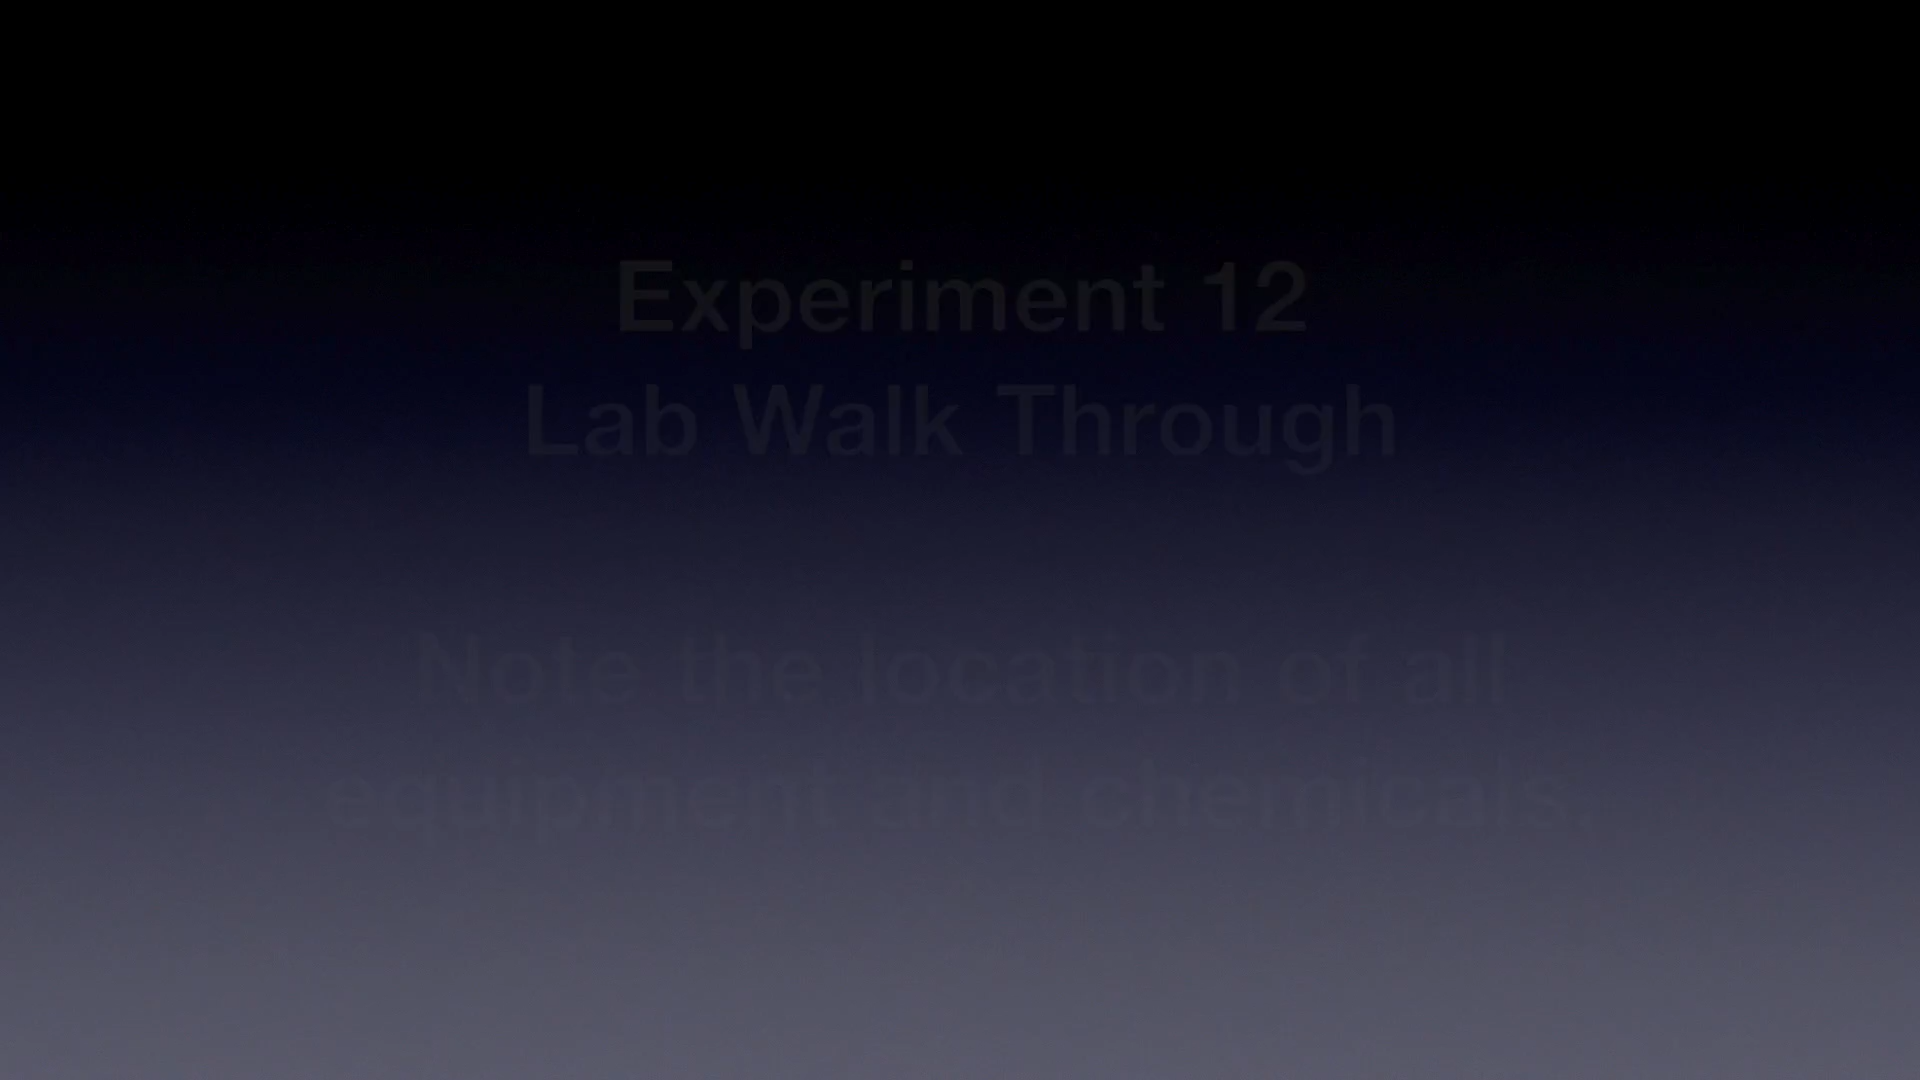 Experiment 12
Lab Walk Through
Note the location of all
equipment and chemicals.